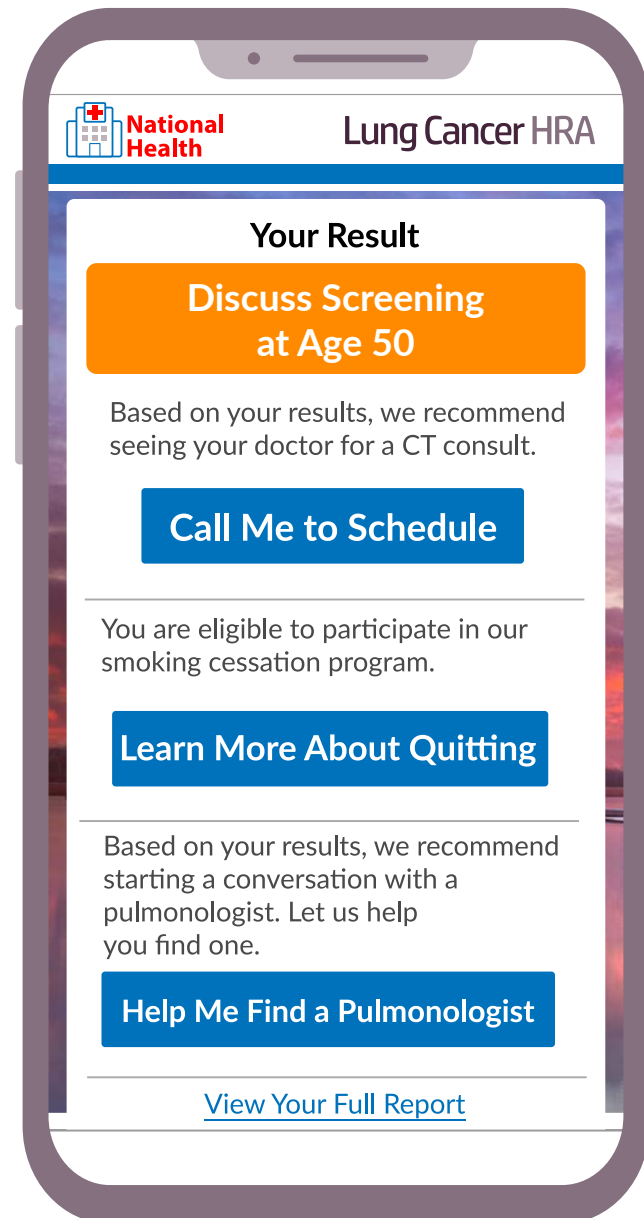 National
Health
Lung Cancer HRA
Your Result
Discuss Screening
at Age 50
Based on your results, we recommend
seeing your doctor for a CT consult.
Call Me to Schedule
You are eligible to participate in our
smoking cessation program.
Learn More About Quitting
Based on your results, we recommend
starting a conversation with a
pulmonologist. Let us help
you find one.
Help Me Find a Pulmonologist
View Your Full Report